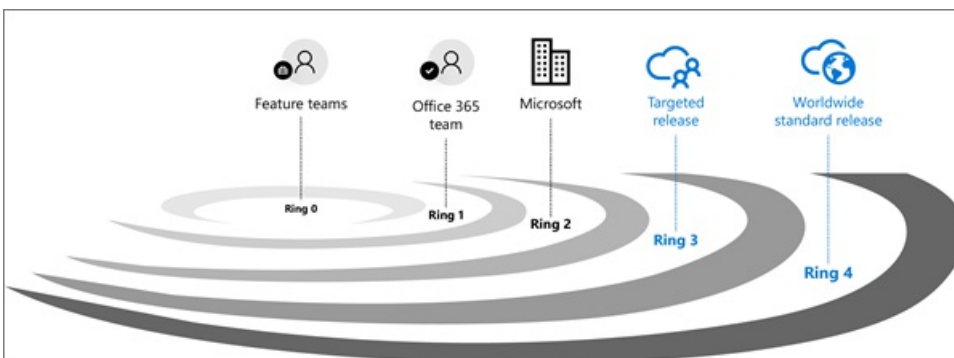 Feature teams
Office 365
team
Microsoft
Targeted
release
Worldwide
standard release
Ring 0
Ring 1
Ring 2
Ring 3
Ring 4